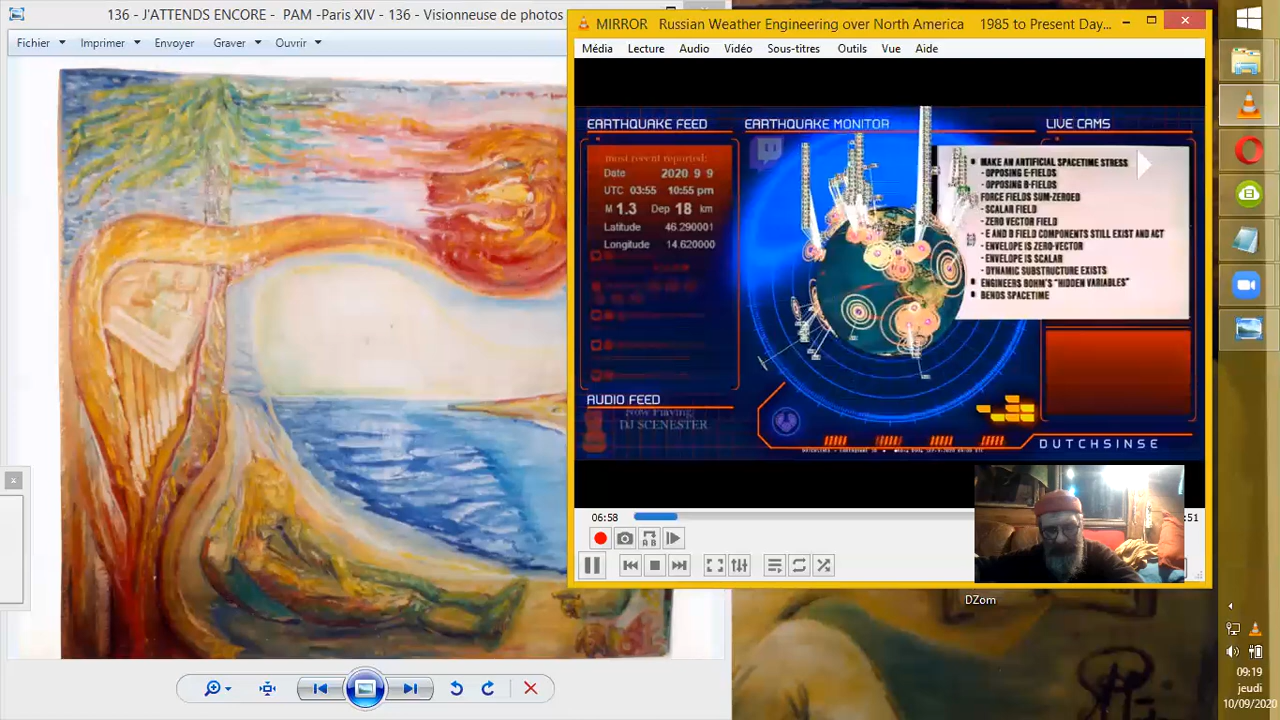 136 - J'ATTENDS ENCORE - PAM -Paris XIV - 136 - Visionneuse de photos
Fichier Imprimer Envoyer Graver Ouvrir
MIRROR Russian Weather Engineering over North America 1985 to Present Day...
Média Lecture Audio Vidéo Sous-titres Outils Vue Aide
EARTHQUAKE FEED
most recent reported:
Date 2020 9 9
UTC 03:55 10:55 pm
M 1.3 Dep 18 km
Latitude 46.290001
Longitude 14.620000
AUDIO FEED
Now Playing:
DJ SCENESTER
EARTHQUAKE MONITOR
LIVE CAMS
MAKE AN ARTIFICIAL SPACETIME STRESS
- OPPOSING E-FIELDS
- OPPOSING B-FIELDS
FORCE FIELDS SUM-ZEROED
- SCALAR FIELD
- ZERO VECTOR FIELD
- E AND B FIELD COMPONENTS STILL EXIST AND ACT
- ENVELOPE IS ZERO-VECTOR
- ENVELOPE IS SCALAR
- DYNAMIC SUBSTRUCTURE EXISTS
ENGINEERS BOHM'S "HIDDEN VARIABLES"
BENDS SPACETIME
DUTCHSINSE
06:58
:51
A B
DZom
09:19
jeudi
10/09/2020